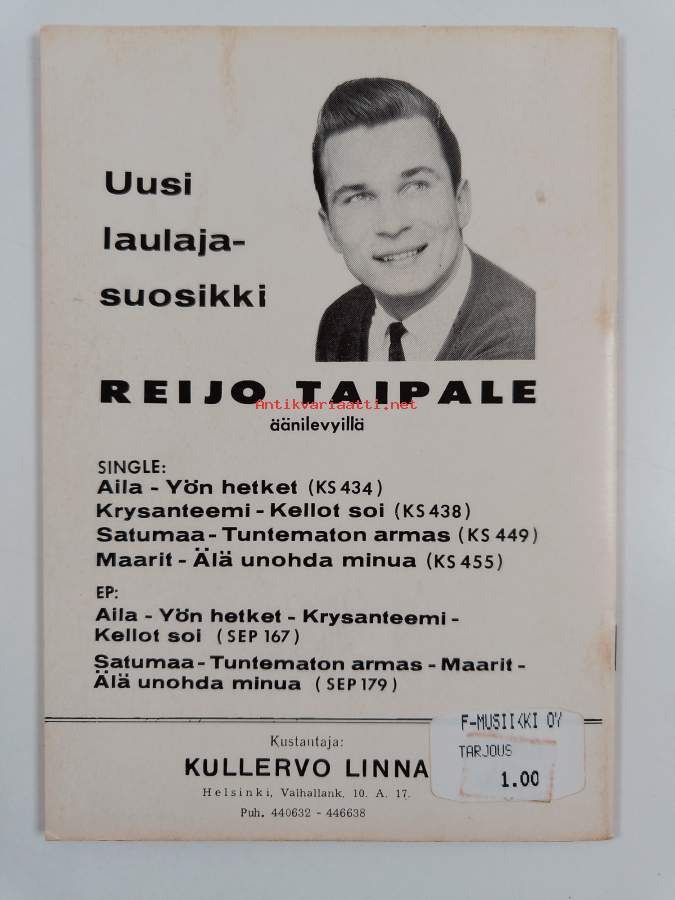 Uusi
laulaja-
suosikki
REIJO TAIPALE
Antikvariaatti.net
äänilevyillä
SINGLE:
Aila - Yön hetket (KS 434)
Krysanteemi - Kellot soi (KS 438)
Satumaa - Tuntematon armas (KS 449)
Maarit - Älä unohda minua (KS 455)
EP:
Aila - Yön hetket - Krysanteemi -
Kellot soi (SEP 167)
Satumaa - Tuntematon armas - Maarit -
Älä unohda minua (SEP 179)
Kustantaja:
KULLERVO LINNA
Helsinki, Valhallank. 10. A. 17.
Puh. 440632 - 446638
F-MUSIIKKI OY
TARJOUS
1.00